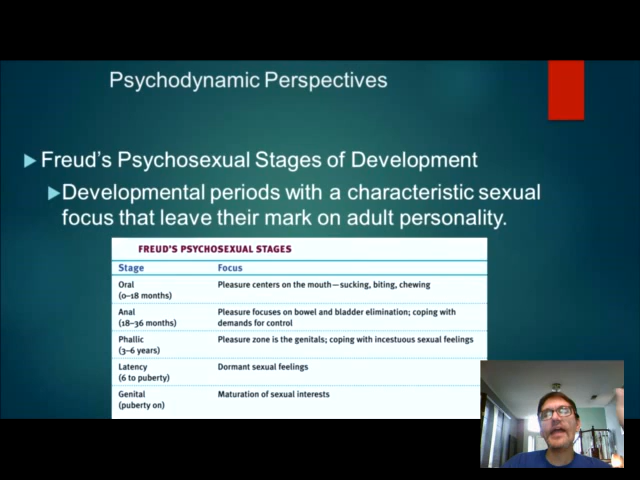 Psychodynamic Perspectives
Freud's Psychosexual Stages of Development
Developmental periods with a characteristic sexual
focus that leave their mark on adult personality.
FREUD'S PSYCHOSEXUAL STAGES
Stage Focus
Oral Pleasure centers on the mouth—sucking, biting, chewing
(0–18 months)
Anal Pleasure focuses on bowel and bladder elimination; coping with
(18–36 months) demands for control
Phallic Pleasure zone is the genitals; coping with incestuous sexual feelings
(3–6 years)
Latency Dormant sexual feelings
(6 to puberty)
Genital Maturation of sexual interests
(puberty on)